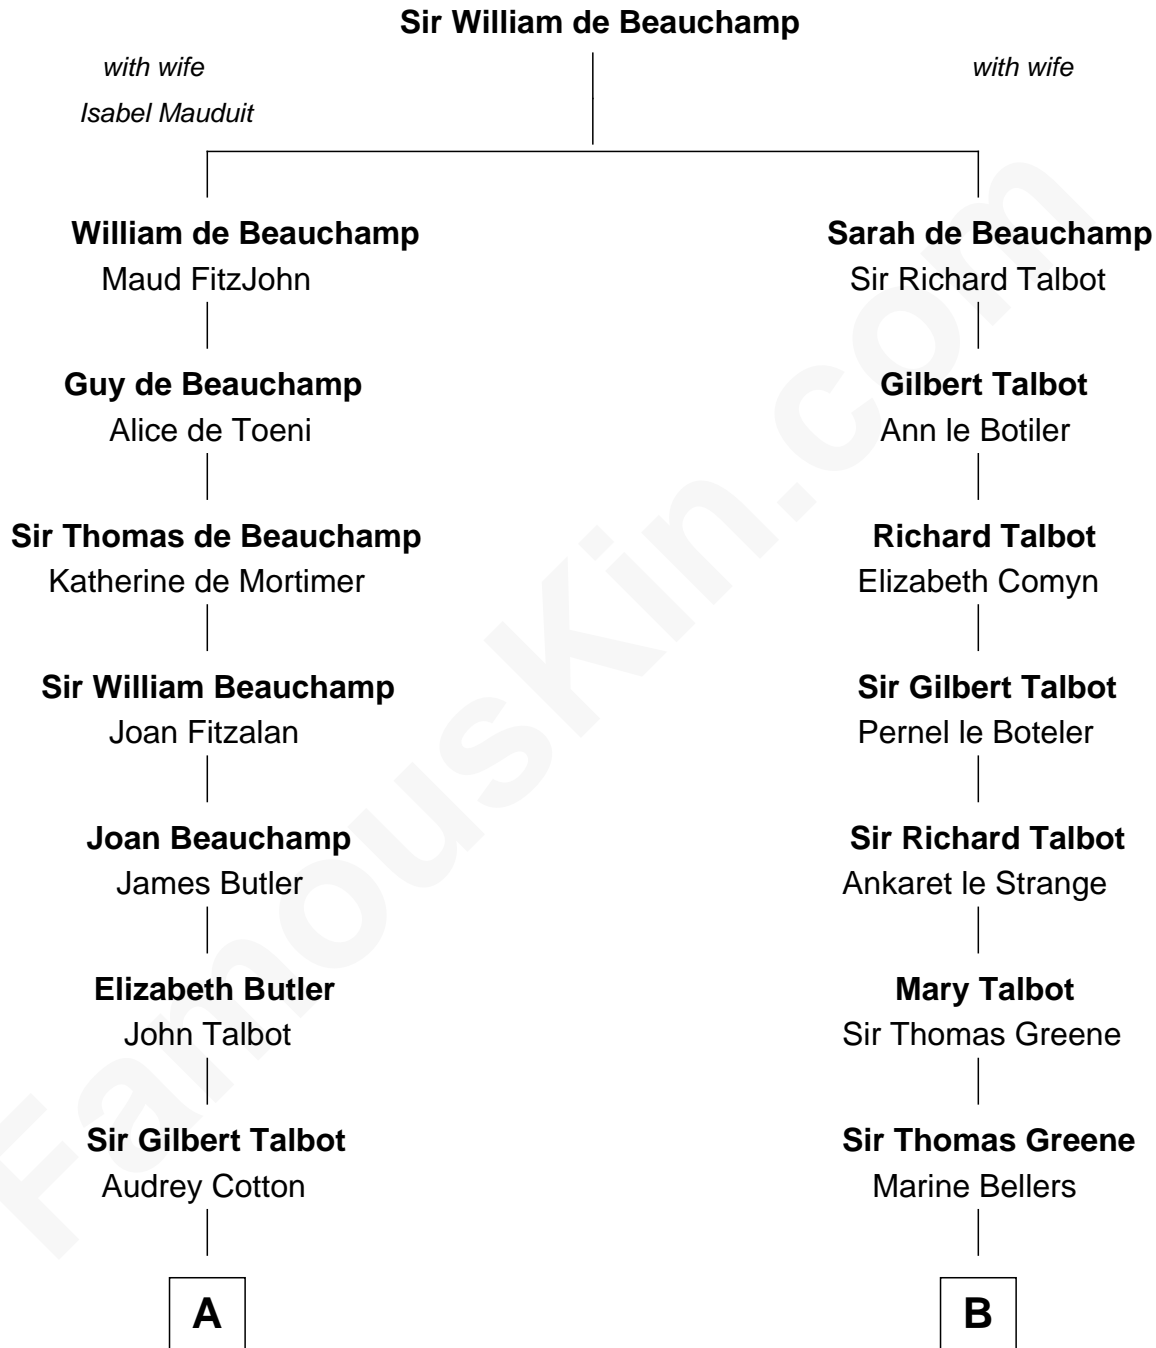 Sir William de Beauchamp
with wife
with wife
Isabel Mauduit
William de Beauchamp
Sarah de Beauchamp
Maud FitzJohn
Sir Richard Talbot
Guy de Beauchamp
Gilbert Talbot
Alice de Toeni
Ann le Botiler
Sir Thomas de Beauchamp
Richard Talbot
Katherine de Mortimer
Elizabeth Comyn
Sir William Beauchamp
Sir Gilbert Talbot
Joan Fitzalan
Pernel le Boteler
Joan Beauchamp
Sir Richard Talbot
James Butler
Ankaret le Strange
Elizabeth Butler
Mary Talbot
John Talbot
Sir Thomas Greene
Sir Gilbert Talbot
Sir Thomas Greene
Audrey Cotton
Marine Bellers
A
B
FamousKin.com